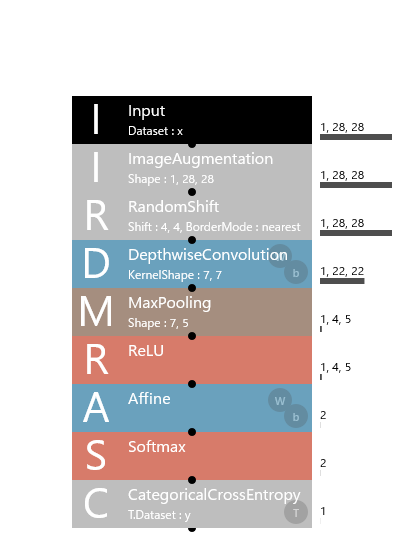 I Input
Dataset : x
1, 28, 28
I ImageAugmentation
Shape : 1, 28, 28
1, 28, 28
R RandomShift
Shift : 4, 4, BorderMode : nearest
1, 28, 28
D DepthwiseConvolution
KernelShape : 7, 7
W
b
1, 22, 22
M MaxPooling
Shape : 7, 5
1, 4, 5
R ReLU
1, 4, 5
A Affine
W
b
2
S Softmax
2
C CategoricalCrossEntropy
T.Dataset : y
T
1